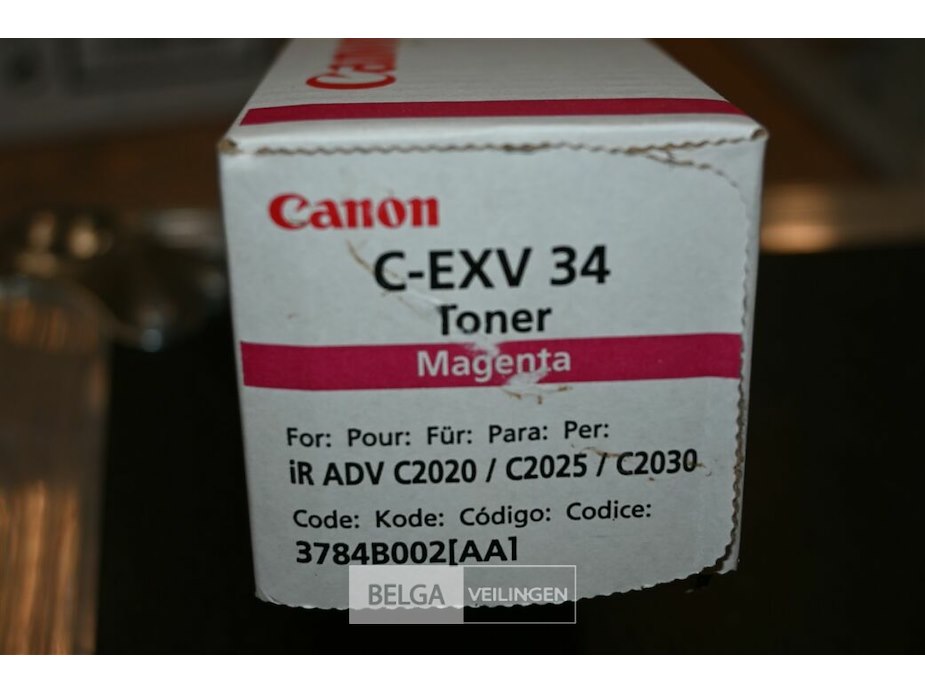 Canon
Canon
C-EXV 34
Toner
Magenta
For: Pour: Für: Para: Per:
iR ADV C2020 / C2025 / C2030
Code: Kode: Código: Codice:
3784B002[AA]
BELGA VEILINGEN